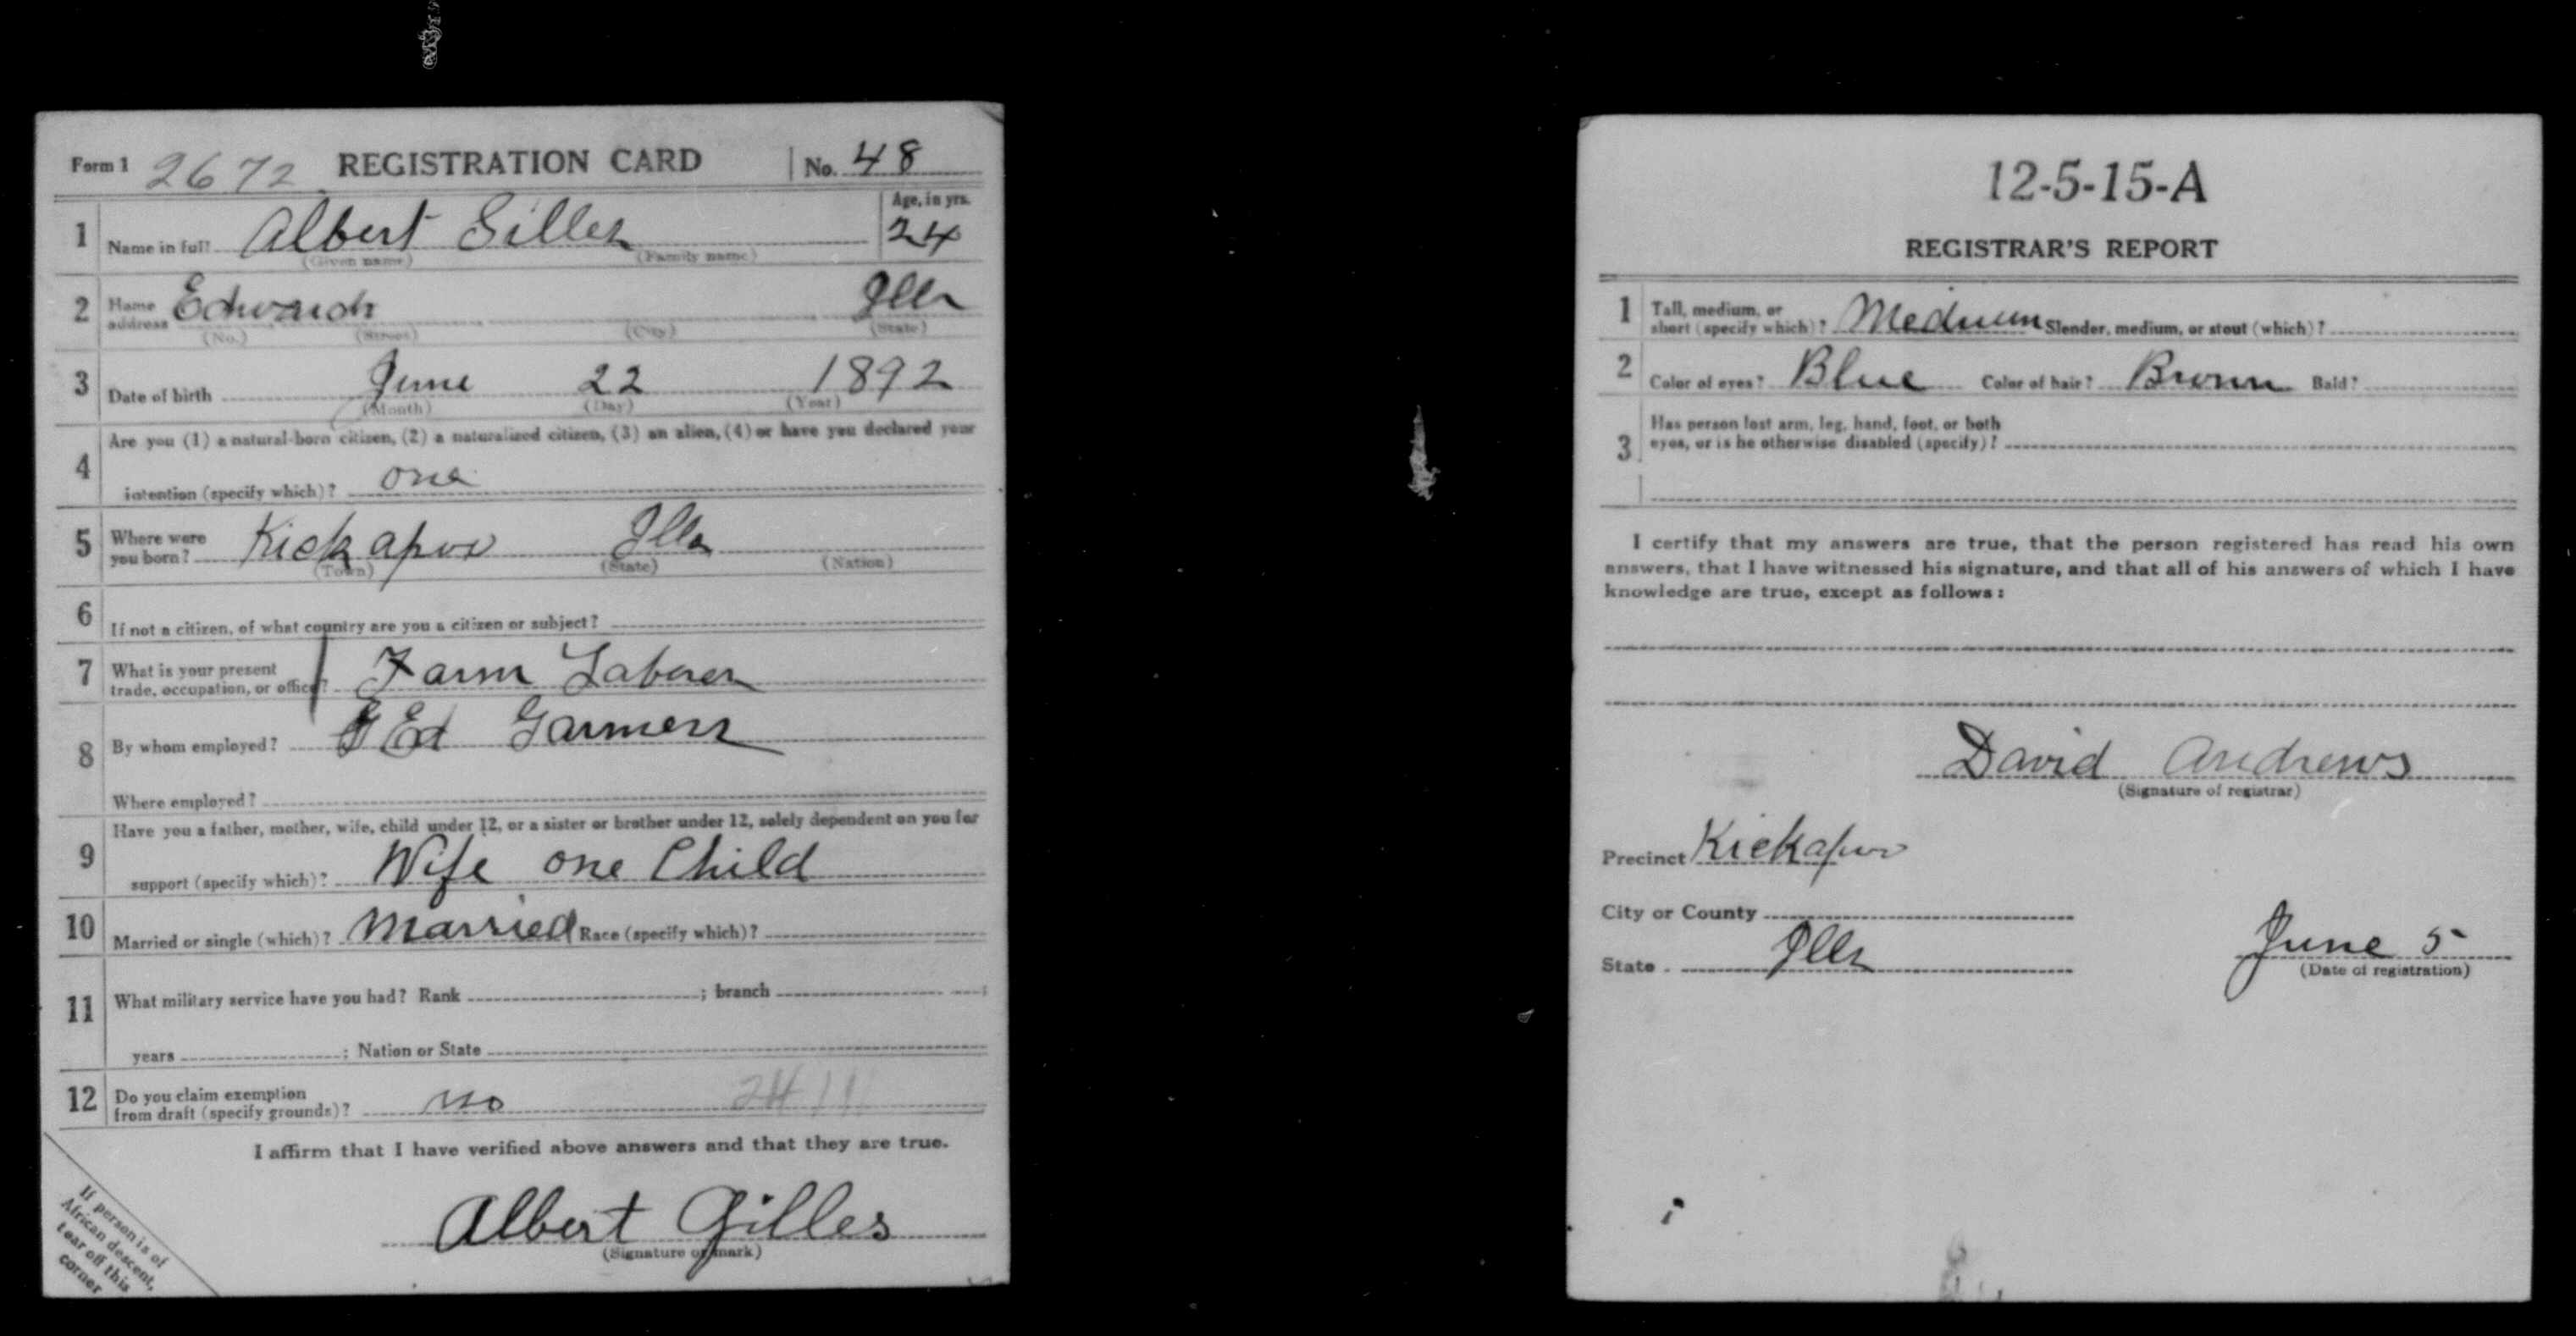 Form 1 2672 REGISTRATION CARD No. 48
1 Name in full Albert Gilles Age, in yrs. 24
(Given name) (Family name)
2 Home address Edwards Ills
(No.) (Street) (City) (State)
3 Date of birth June 22 1892
(Month) (Day) (Year)
4 Are you (1) a natural-born citizen, (2) a naturalized citizen, (3) an alien, (4) or have you declared your
intention (specify which)? one
5 Where were you born? Kickapoo Ills
(Town) (State) (Nation)
6 If not a citizen, of what country are you a citizen or subject?
7 What is your present
trade, occupation, or office? Farm Laborer
8 By whom employed? Ed
Where employed?
9 Have you a father, mother, wife, child under 12, or a sister or brother under 12, solely dependent on you for
support (specify which)? Wife one Child
10 Married or single (which)? Married Race (specify which)?
11 What military service have you had? Rank ; branch ;
years ; Nation or State
12 Do you claim exemption
from draft (specify grounds)? no
I affirm that I have verified above answers and that they are true.
Albert Gilles
(Signature or mark)
If person is of
African descent,
tear off this
corner
12-5-15-A
REGISTRAR'S REPORT
1 Tall, medium, or
short (specify which)? Medium Slender, medium, or stout (which)?
2 Color of eyes? Blue Color of hair? Brown Bald?
3 Has person lost arm, leg, hand, foot, or both
eyes, or is he otherwise disabled (specify)?
I certify that my answers are true, that the person registered has read his own
answers, that I have witnessed his signature, and that all of his answers of which I have
knowledge are true, except as follows:
David Andrews
(Signature of registrar)
Precinct Kickapoo
City or County
State Ills June 5
(Date of registration)